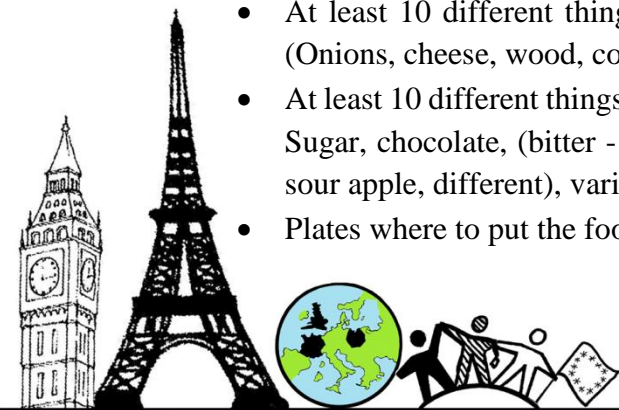 • At least 10 different thing
(Onions, cheese, wood, co
• At least 10 different things
Sugar, chocolate, (bitter -
sour apple, different), vari
• Plates where to put the foo